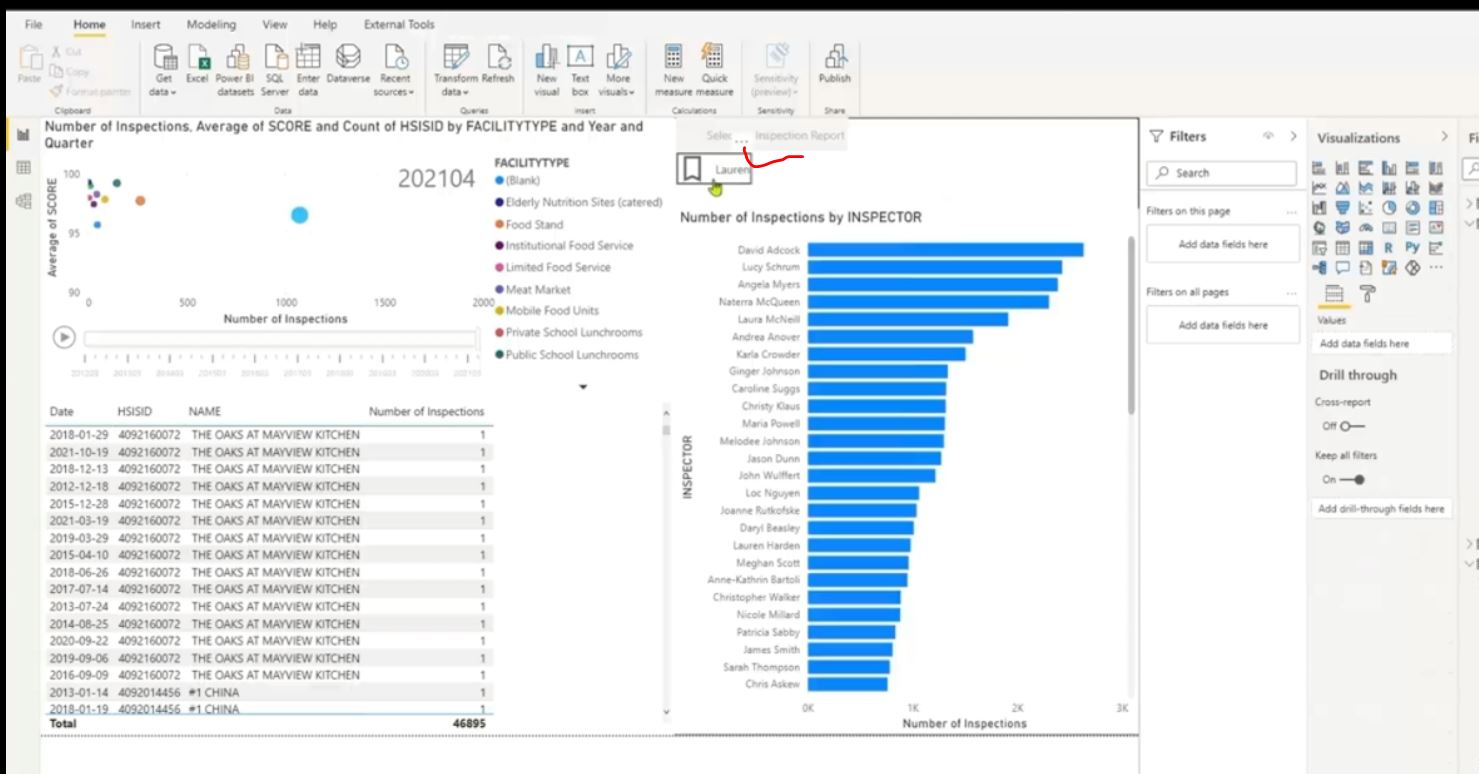 File Home Insert Modeling View Help External Tools
Paste Cut Copy Format painter
Get data Excel Power BI datasets SQL Server Enter data Dataverse Recent sources Transform data Refresh New visual Text box More visuals New measure Quick measure Sensitivity (preview) Publish
Clipboard Data Queries Insert Calculations Sensitivity Share
Number of Inspections, Average of SCORE and Count of HSISID by FACILITYTYPE and Year and
Quarter
202104
Average of SCORE
100
95
90
0 500 1000 1500 2000
Number of Inspections
FACILITYTYPE
(Blank)
Elderly Nutrition Sites (catered)
Food Stand
Institutional Food Service
Limited Food Service
Meat Market
Mobile Food Units
Private School Lunchrooms
Public School Lunchrooms
Date HSISID NAME Number of Inspections
2018-01-29 4092160072 THE OAKS AT MAYVIEW KITCHEN 1
2021-10-19 4092160072 THE OAKS AT MAYVIEW KITCHEN 1
2018-12-13 4092160072 THE OAKS AT MAYVIEW KITCHEN 1
2012-12-18 4092160072 THE OAKS AT MAYVIEW KITCHEN 1
2015-12-28 4092160072 THE OAKS AT MAYVIEW KITCHEN 1
2021-03-19 4092160072 THE OAKS AT MAYVIEW KITCHEN 1
2019-03-29 4092160072 THE OAKS AT MAYVIEW KITCHEN 1
2015-04-10 4092160072 THE OAKS AT MAYVIEW KITCHEN 1
2018-06-26 4092160072 THE OAKS AT MAYVIEW KITCHEN 1
2017-07-14 4092160072 THE OAKS AT MAYVIEW KITCHEN 1
2013-07-24 4092160072 THE OAKS AT MAYVIEW KITCHEN 1
2014-08-25 4092160072 THE OAKS AT MAYVIEW KITCHEN 1
2020-09-22 4092160072 THE OAKS AT MAYVIEW KITCHEN 1
2019-09-06 4092160072 THE OAKS AT MAYVIEW KITCHEN 1
2016-09-09 4092160072 THE OAKS AT MAYVIEW KITCHEN 1
2013-01-14 4092014456 #1 CHINA 1
2018-01-19 4092014456 #1 CHINA 1
Total 46895
Selec ... Inspection Report
Lauren
Number of Inspections by INSPECTOR
INSPECTOR
David Adcock
Lucy Schrum
Angela Myers
Naterra McQueen
Laura McNeill
Andrea Anover
Karla Crowder
Ginger Johnson
Caroline Suggs
Christy Klaus
Maria Powell
Melodee Johnson
Jason Dunn
John Wulffert
Loc Nguyen
Joanne Rutkofske
Daryl Beasley
Lauren Harden
Meghan Scott
Anne-Kathrin Bartoli
Christopher Walker
Nicole Millard
Patricia Sabby
James Smith
Sarah Thompson
Chris Askew
0K 1K 2K 3K
Number of Inspections
Filters
Search
Filters on this page ...
Add data fields here
Filters on all pages ...
Add data fields here
Visualizations
R Py
Values
Add data fields here
Drill through
Cross-report
Off
Keep all filters
On
Add drill-through fields here
Fi